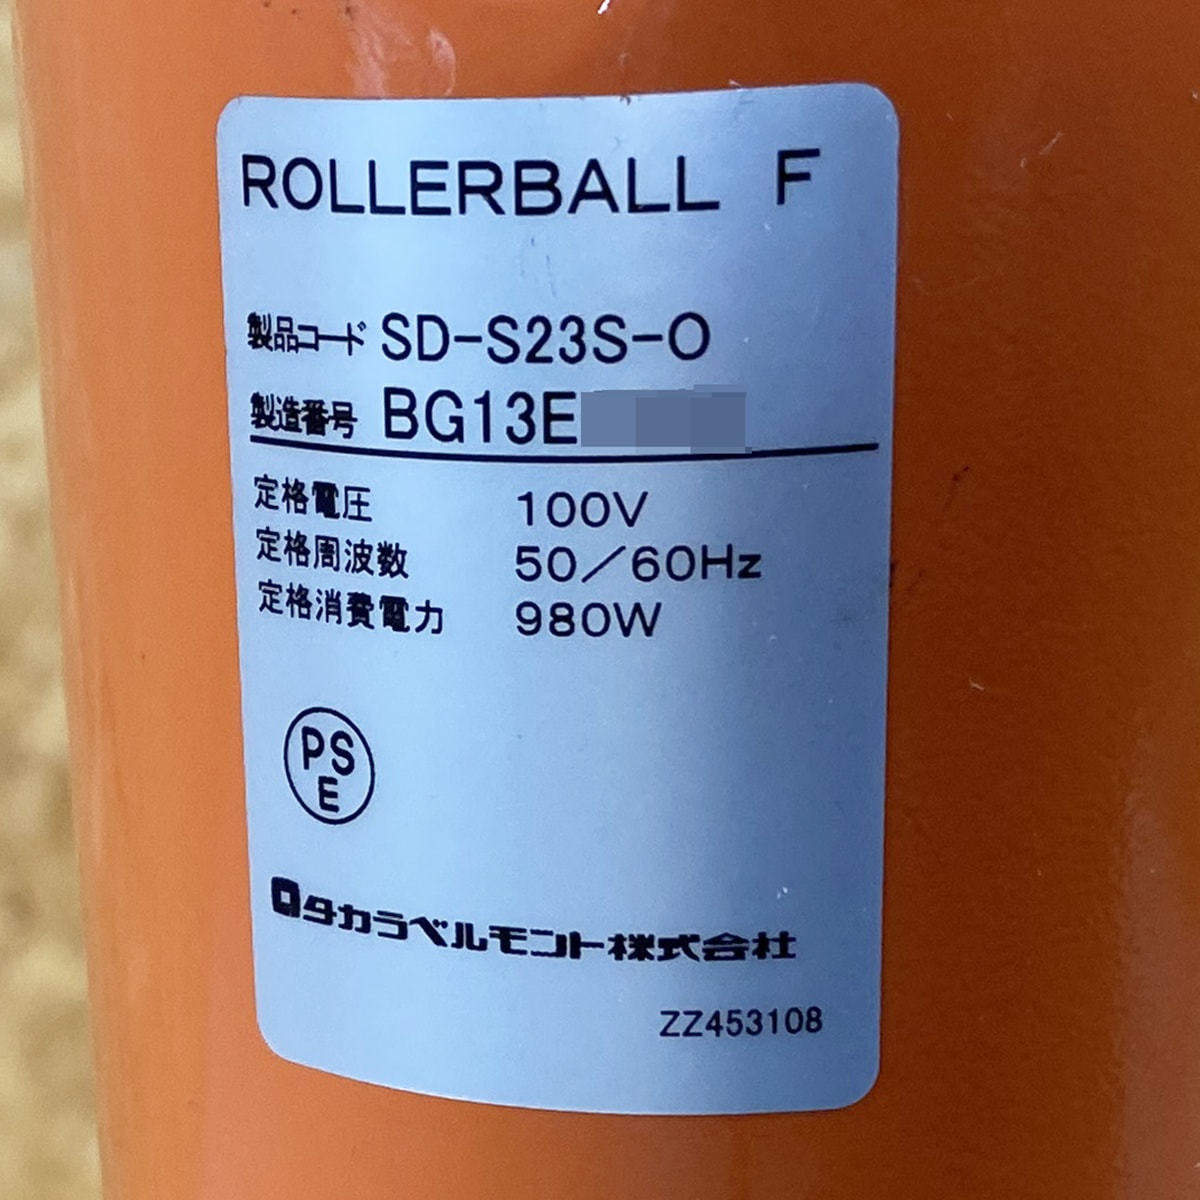 ROLLERBALL F
製品コード SD-S23S-O
製造番号 BG13E
定格電圧 100V
定格周波数 50/60Hz
定格消費電力 980W
PS
E
タカラベルモント株式会社
ZZ453108